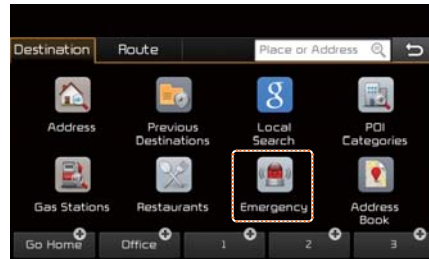 Destination Route Place or Address
Address Previous Destinations Local Search POI Categories
Gas Stations Restaurants Emergency Address Book
Go Home Office 1 2 3